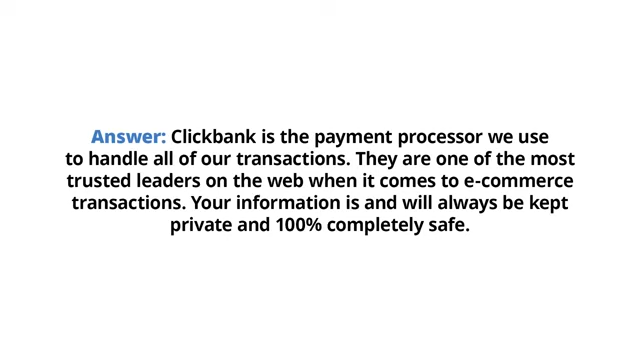 Answer: Clickbank is the payment processor we use
to handle all of our transactions. They are one of the most
trusted leaders on the web when it comes to e-commerce
transactions. Your information is and will always be kept
private and 100% completely safe.